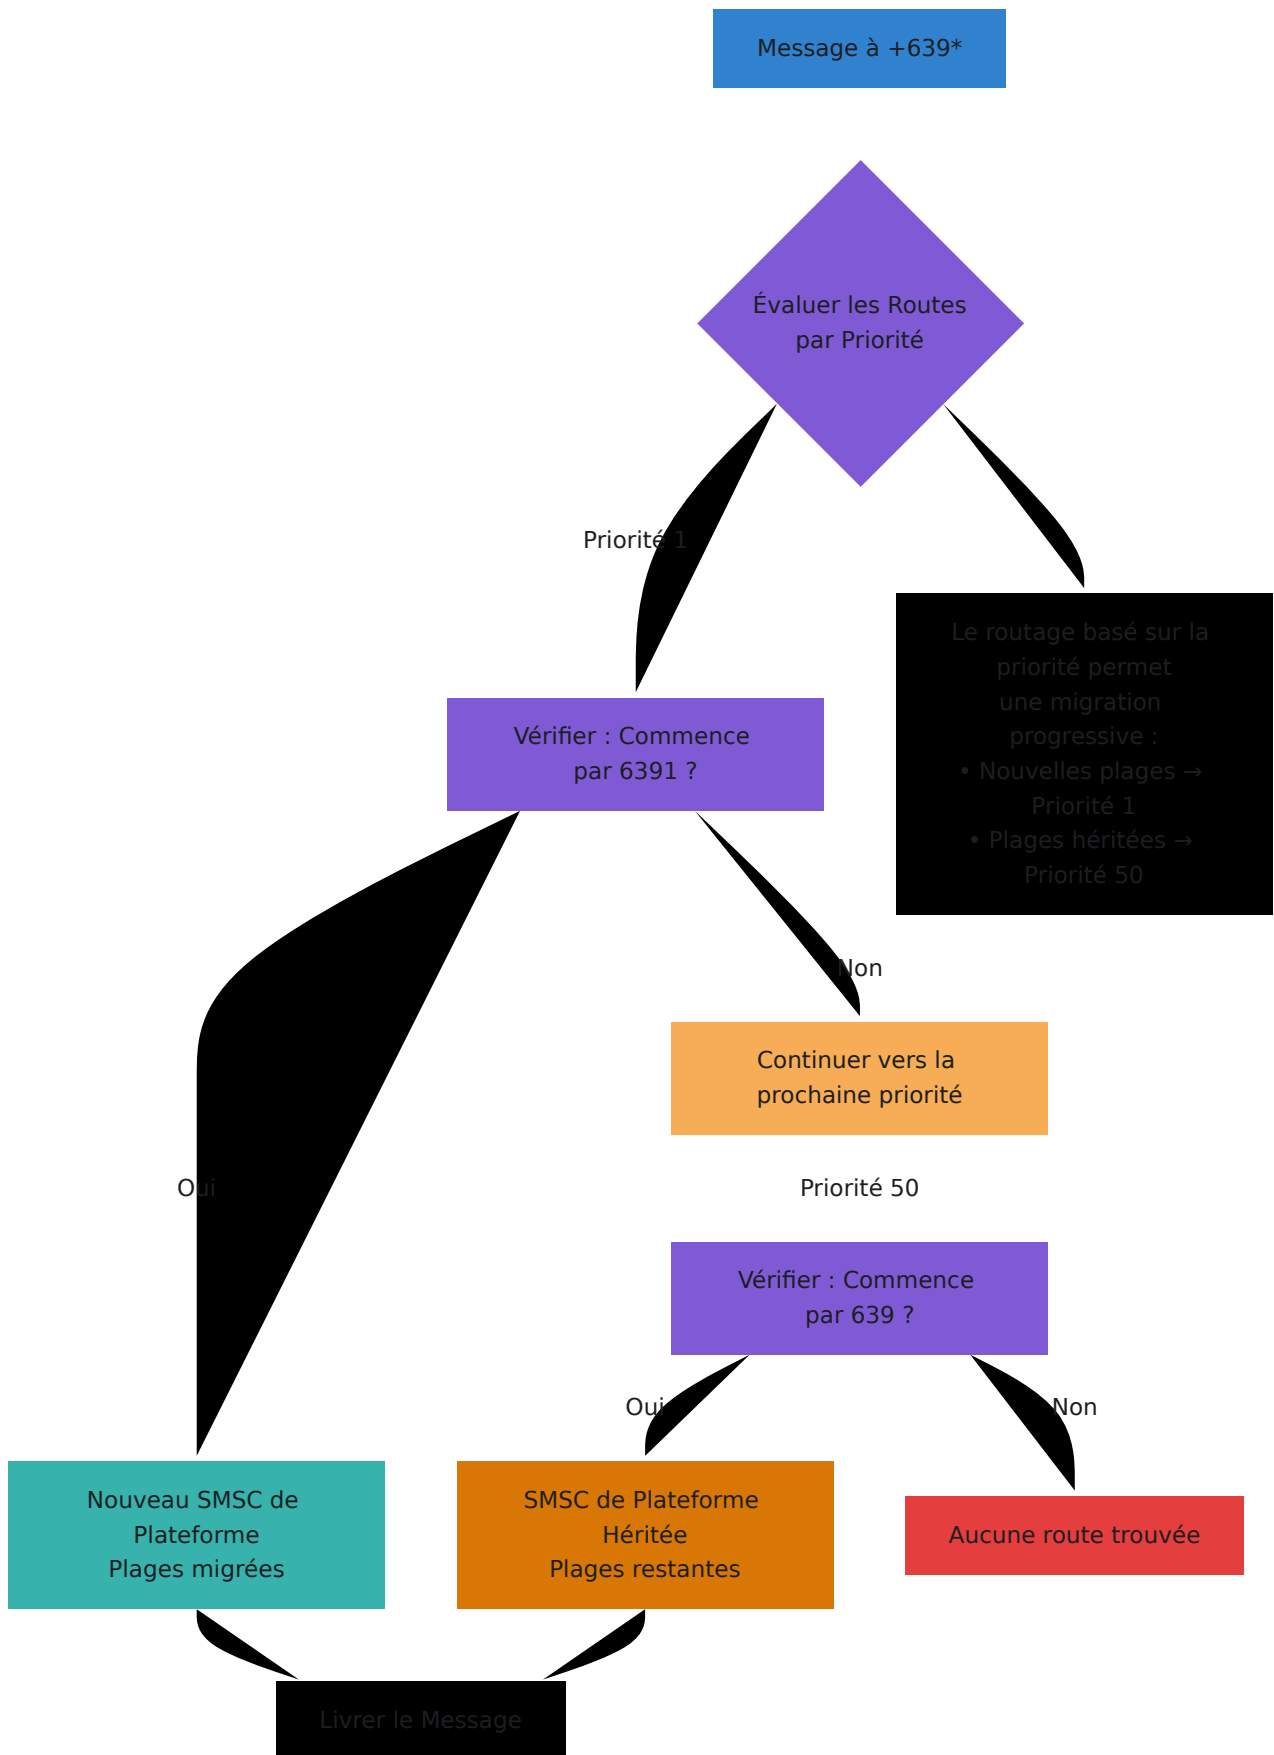 Message à +639*
Évaluer les Routes
par Priorité
Priorité 1
Le routage basé sur la
priorité permet
une migration
progressive :
• Nouvelles plages →
Priorité 1
• Plages héritées →
Priorité 50
Vérifier : Commence
par 6391 ?
Non
Continuer vers la
prochaine priorité
Oui
Priorité 50
Vérifier : Commence
par 639 ?
Oui
Non
Nouveau SMSC de
Plateforme
Plages migrées
SMSC de Plateforme
Héritée
Plages restantes
Aucune route trouvée
Livrer le Message